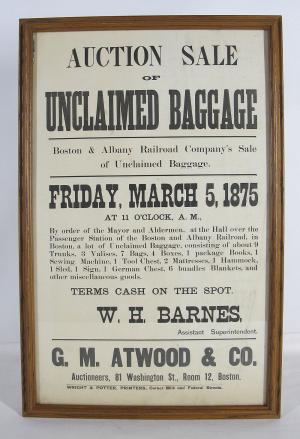 AUCTION SALE
OF
UNCLAIMED BAGGAGE
Boston & Albany Railroad Company's Sale
of Unclaimed Baggage.
FRIDAY, MARCH 5, 1875
AT 11 O'CLOCK, A. M.,
By order of the Mayor and Aldermen, at the Hall over the
Passenger Station of the Boston and Albany Railroad, in
Boston, a lot of Unclaimed Baggage, consisting of about 9
Trunks, 3 Valises, 7 Bags, 4 Boxes, 1 package Books, 1
Sewing Machine, 1 Tool Chest, 2 Mattresses, 1 Hammock,
1 Sled, 1 Sign, 1 German Chest, 6 bundles Blankets, and
other miscellaneous goods.
TERMS CASH ON THE SPOT.
W. H. BARNES,
Assistant Superintendent.
G. M. ATWOOD & CO.
Auctioneers, 81 Washington St., Room 12, Boston.
WRIGHT & POTTER, PRINTERS, Corner Milk and Federal Streets.